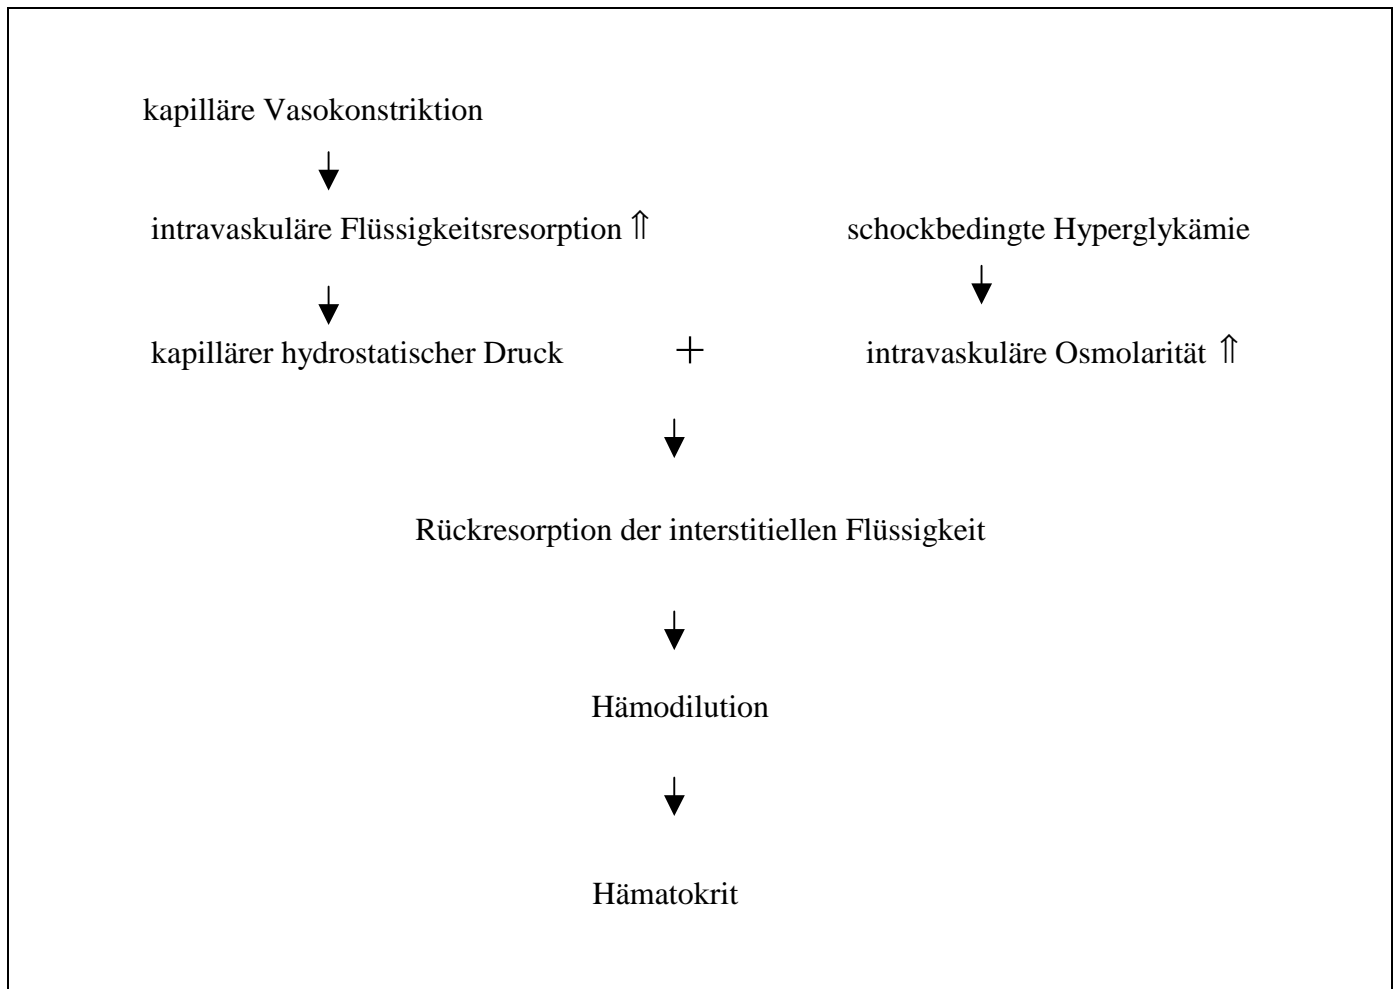 kapilläre Vasokonstriktion
intravaskuläre Flüssigkeitsresorption ⇑
schockbedingte Hyperglykämie
kapillärer hydrostatischer Druck
+
intravaskuläre Osmolarität ⇑
Rückresorption der interstitiellen Flüssigkeit
Hämodilution
Hämatokrit